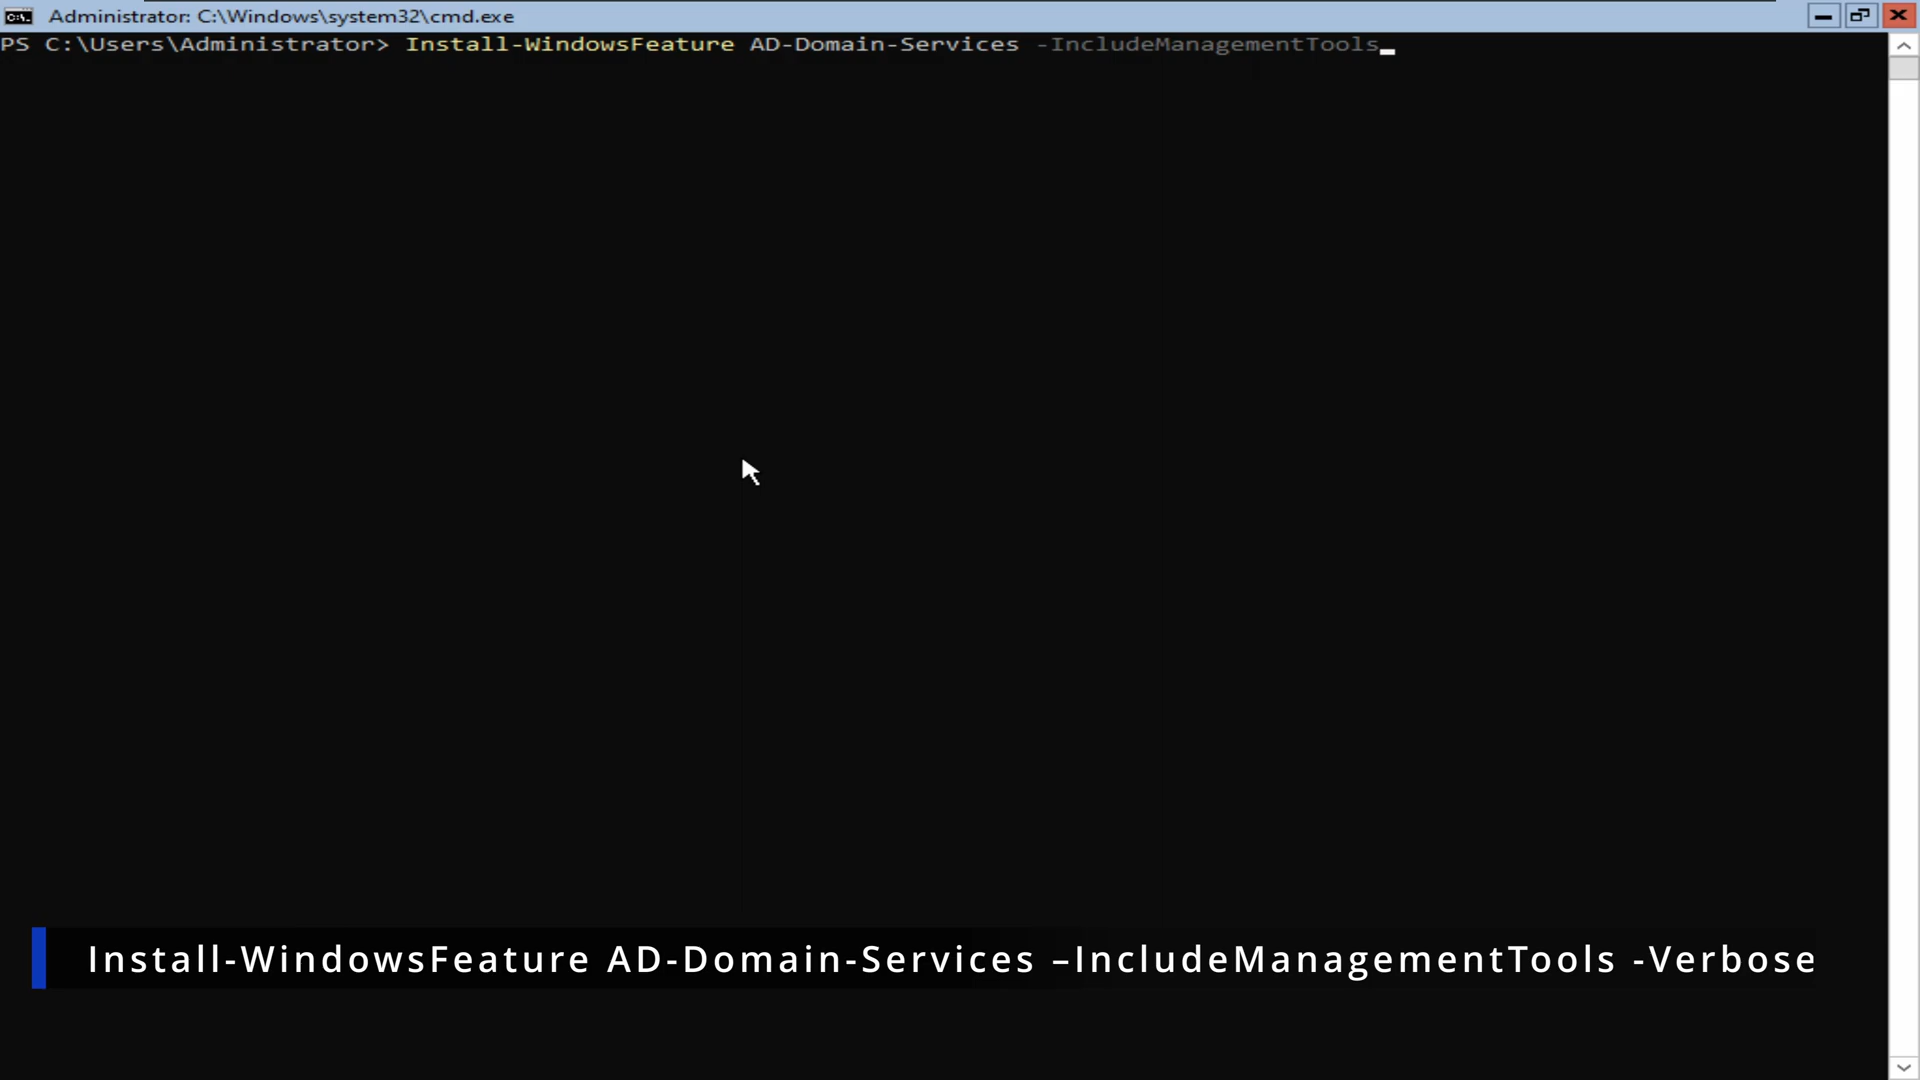 Administrator: C:\Windows\system32\cmd.exe
PS C:\Users\Administrator> Install-WindowsFeature AD-Domain-Services -IncludeManagementTools
Install-WindowsFeature AD-Domain-Services –IncludeManagementTools -Verbose